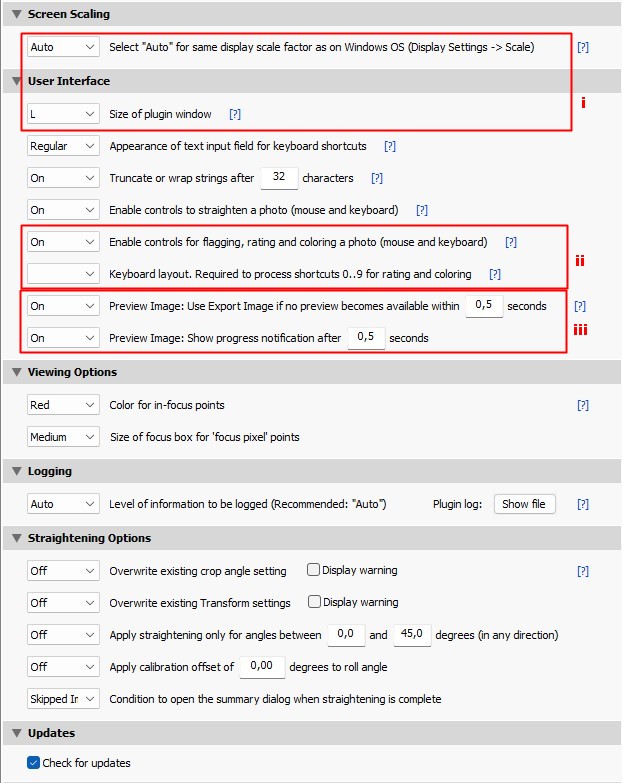 Screen Scaling
Auto Select "Auto" for same display scale factor as on Windows OS (Display Settings -> Scale) [?]
User Interface
i
L Size of plugin window [?]
Regular Appearance of text input field for keyboard shortcuts [?]
On Truncate or wrap strings after 32 characters [?]
On Enable controls to straighten a photo (mouse and keyboard) [?]
On Enable controls for flagging, rating and coloring a photo (mouse and keyboard) [?]
ii
Keyboard layout. Required to process shortcuts 0..9 for rating and coloring [?]
On Preview Image: Use Export Image if no preview becomes available within 0,5 seconds [?]
iii
On Preview Image: Show progress notification after 0,5 seconds
Viewing Options
Red Color for in-focus points [?]
Medium Size of focus box for 'focus pixel' points
Logging
Auto Level of information to be logged (Recommended: "Auto") Plugin log: Show file [?]
Straightening Options
Off Overwrite existing crop angle setting Display warning [?]
Off Overwrite existing Transform settings Display warning
Off Apply straightening only for angles between 0,0 and 45,0 degrees (in any direction)
Off Apply calibration offset of 0,00 degrees to roll angle
Skipped Condition to open the summary dialog when straightening is complete
Updates
Check for updates